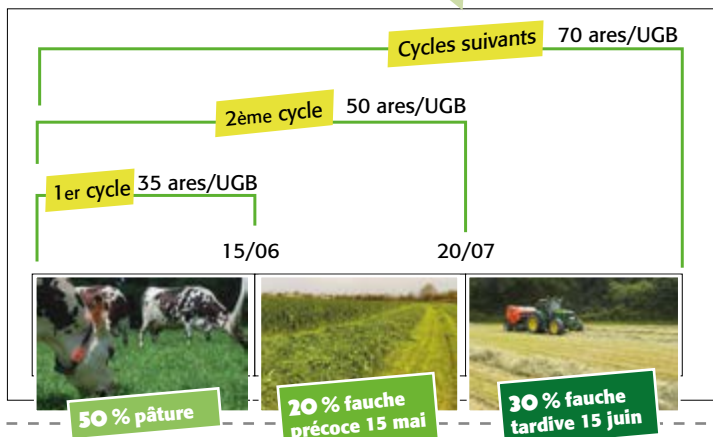 Cycles suivants 70 ares/UGB
2ème cycle 50 ares/UGB
1er cycle 35 ares/UGB
15/06 20/07
50 % pâture
20 % fauche
précoce 15 mai
30 % fauche
tardive 15 juin